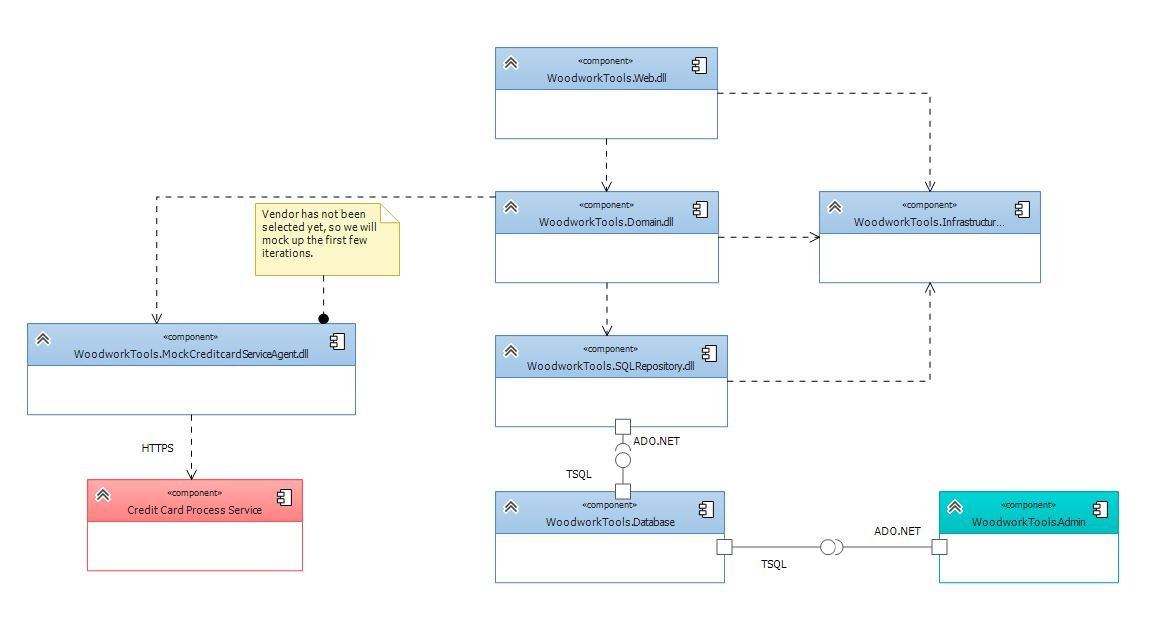 «component»
WoodworkTools.Web.dll
«component»
WoodworkTools.Domain.dll
«component»
WoodworkTools.Infrastructur...
Vendor has not been
selected yet, so we will
mock up the first few
iterations.
«component»
WoodworkTools.MockCreditcardServiceAgent.dll
«component»
WoodworkTools.SQLRepository.dll
HTTPS
ADO.NET
TSQL
«component»
Credit Card Process Service
«component»
WoodworkTools.Database
«component»
WoodworkTools.Admin
ADO.NET
TSQL